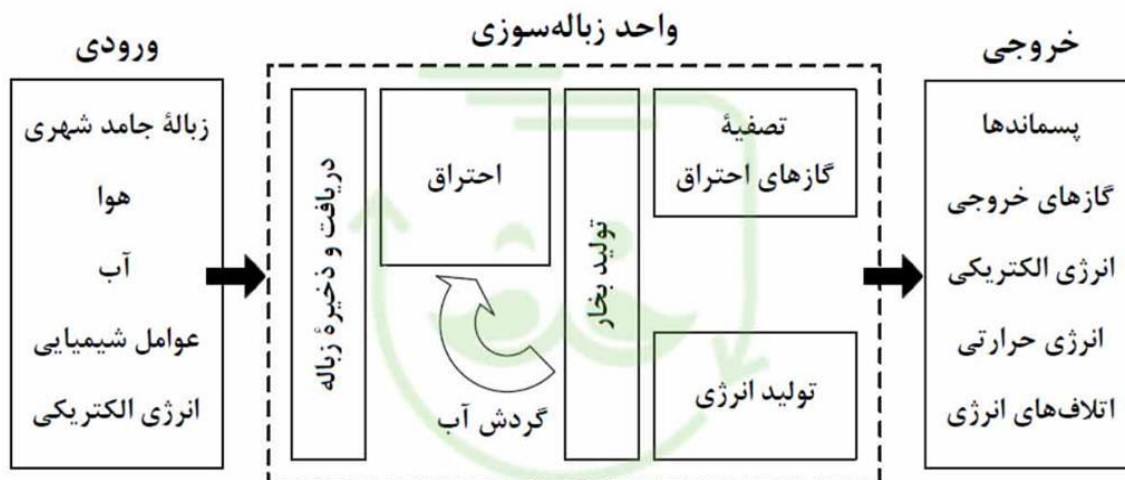 ورودی
زبالهٔ جامد شهری
هوا
آب
عوامل شیمیایی
انرژی الکتریکی
واحد زباله‌سوزی
دریافت و ذخیرهٔ زباله
احتراق
گردش آب
تولید بخار
تصفیهٔ
گازهای احتراق
تولید انرژی
خروجی
پسماندها
گازهای خروجی
انرژی الکتریکی
انرژی حرارتی
اتلاف‌های انرژی